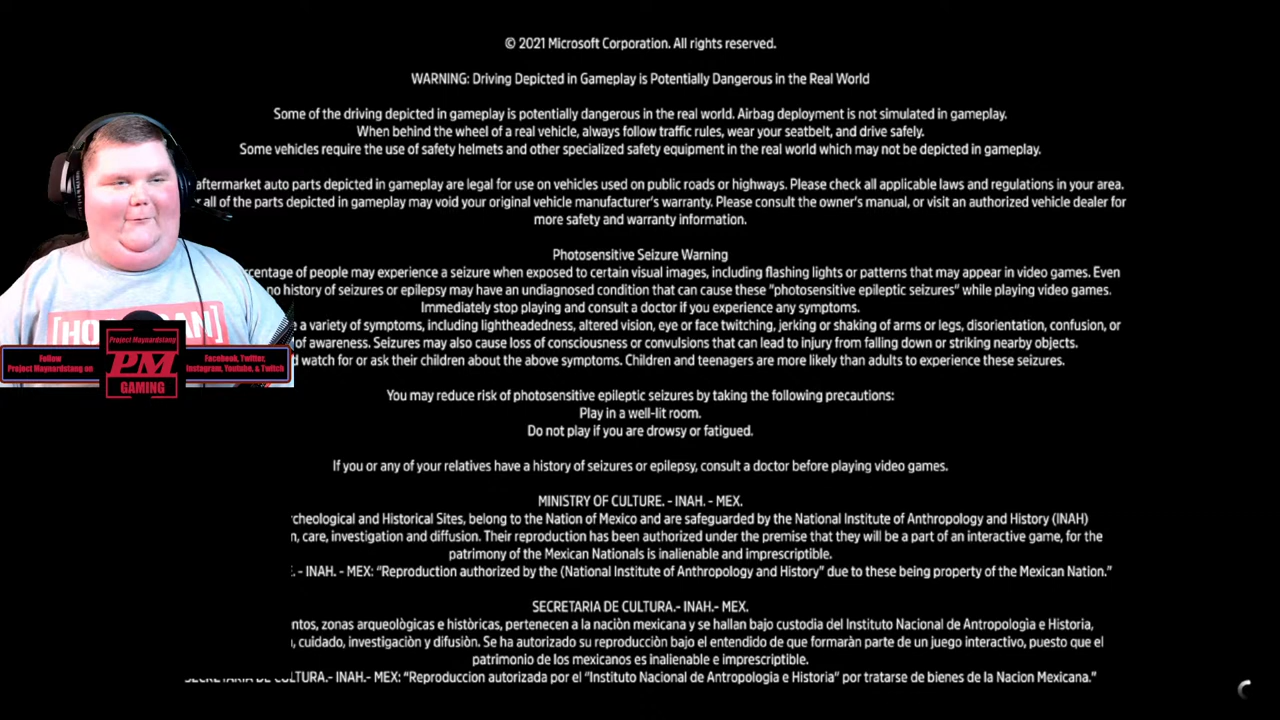 © 2021 Microsoft Corporation. All rights reserved.
WARNING: Driving Depicted in Gameplay is Potentially Dangerous in the Real World
Some of the driving depicted in gameplay is potentially dangerous in the real world. Airbag deployment is not simulated in gameplay.
When behind the wheel of a real vehicle, always follow traffic rules, wear your seatbelt, and drive safely.
Some vehicles require the use of safety helmets and other specialized safety equipment in the real world which may not be depicted in gameplay.
aftermarket auto parts depicted in gameplay are legal for use on vehicles used on public roads or highways. Please check all applicable laws and regulations in your area.
all of the parts depicted in gameplay may void your original vehicle manufacturer's warranty. Please consult the owner's manual, or visit an authorized vehicle dealer for
more safety and warranty information.
Photosensitive Seizure Warning
of people may experience a seizure when exposed to certain visual images, including flashing lights or patterns that may appear in video games. Even
no history of seizures or epilepsy may have an undiagnosed condition that can cause these "photosensitive epileptic seizures" while playing video games.
Immediately stop playing and consult a doctor if you experience any symptoms.
a variety of symptoms, including lightheadedness, altered vision, eye or face twitching, jerking or shaking of arms or legs, disorientation, confusion, or
of awareness. Seizures may also cause loss of consciousness or convulsions that can lead to injury from falling down or striking nearby objects.
watch for or ask their children about the above symptoms. Children and teenagers are more likely than adults to experience these seizures.
You may reduce risk of photosensitive epileptic seizures by taking the following precautions:
Play in a well-lit room.
Do not play if you are drowsy or fatigued.
If you or any of your relatives have a history of seizures or epilepsy, consult a doctor before playing video games.
MINISTRY OF CULTURE. - INAH. - MEX.
and Historical Sites, belong to the Nation of Mexico and are safeguarded by the National Institute of Anthropology and History (INAH)
care, investigation and diffusion. Their reproduction has been authorized under the premise that they will be a part of an interactive game, for the
patrimony of the Mexican Nationals is inalienable and imprescriptible.
- INAH. - MEX: "Reproduction authorized by the (National Institute of Anthropology and History" due to these being property of the Mexican Nation."
SECRETARIA DE CULTURA.- INAH.- MEX.
zonas arqueològicas e històricas, pertenecen a la naciòn mexicana y se hallan bajo custodia del Instituto Nacional de Antropologìa e Historia,
cuidado, investigaciòn y difusiòn. Se ha autorizado su reproducciòn bajo el entendido de que formaràn parte de un juego interactivo, puesto que el
patrimonio de los mexicanos es inalienable e imprescriptible.
SECRETARIA DE CULTURA.- INAH.- MEX: "Reproduccion autorizada por el "Instituto Nacional de Antropologia e Historia" por tratarse de bienes de la Nacion Mexicana."
Follow
Project Maynardstang on
Project Maynardstang
PM
GAMING
Facebook, Twitter,
Instagram, Youtube, & Twitch